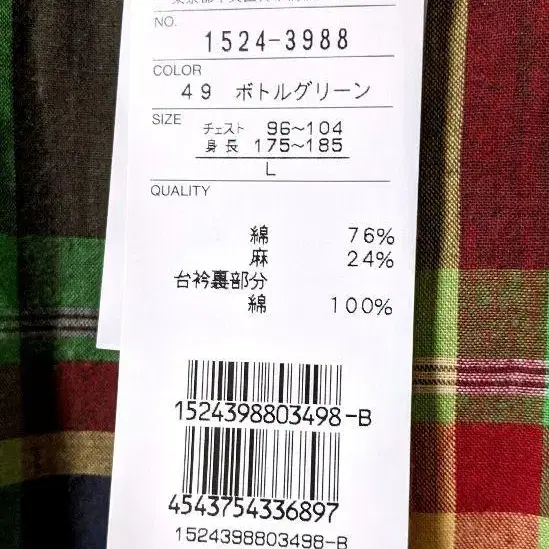 NO.
1524-3988
COLOR
49 ボトルグリーン
SIZE
チェスト 96~104
身長 175~185
L
QUALITY
綿 76%
麻 24%
台衿裏部分
綿 100%
1524398803498-B
4543754336897
1524398803498-B